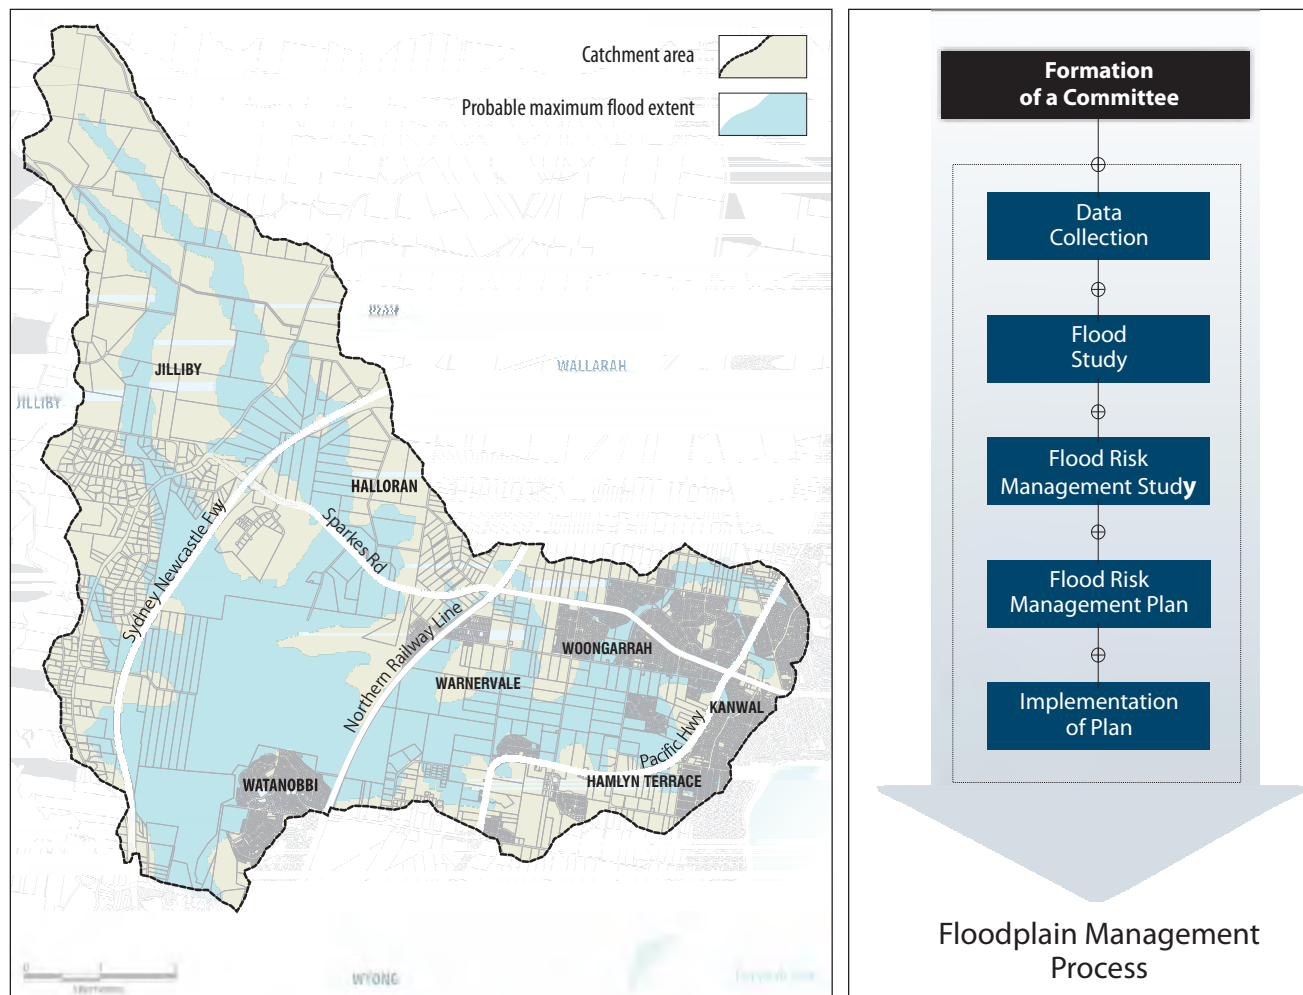 Catchment area
Probable maximum flood extent
WALLARAH
JILLIBY
JILLIBY
HALLORAN
Sydney Newcastle Fwy
Sparkes Rd
Northern Railway Line
WOONGARRAH
WARNERVALE
KANWAL
Pacific Hwy
HAMLYN TERRACE
WATANOBBI
0 1
WYONG
Formation
of a Committee
Data
Collection
Flood
Study
Flood Risk
Management Study
Flood Risk
Management Plan
Implementation
of Plan
Floodplain Management
Process